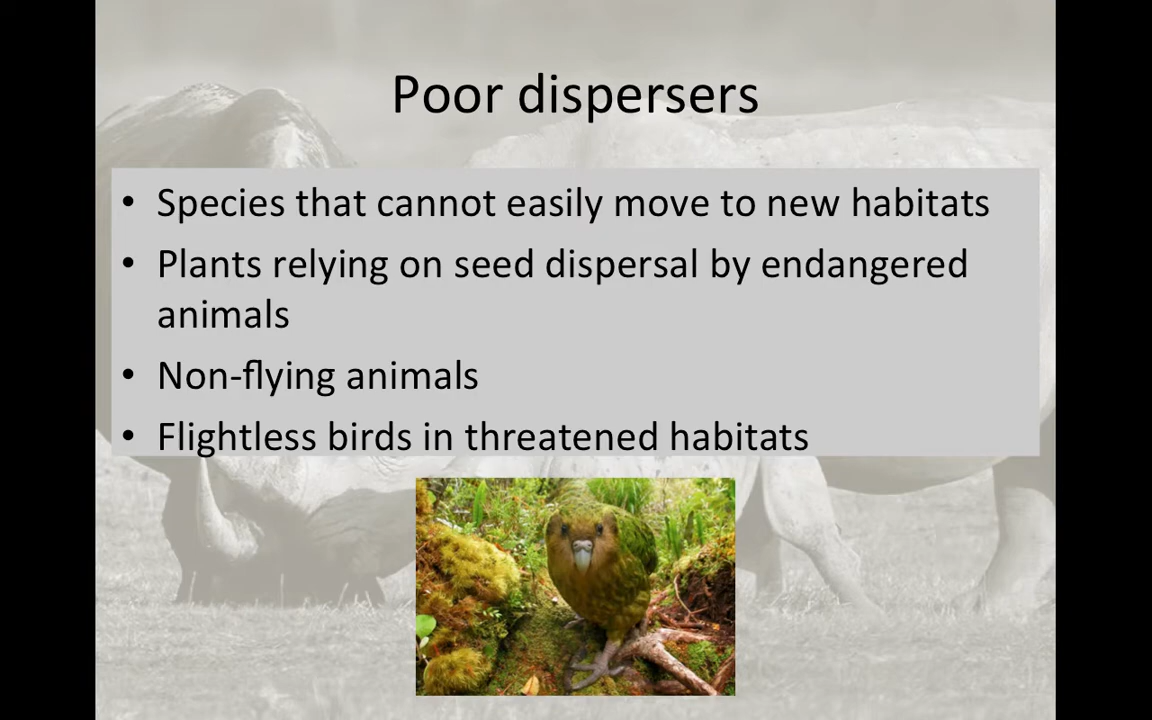 Poor dispersers
• Species that cannot easily move to new habitats
• Plants relying on seed dispersal by endangered
animals
• Non-flying animals
• Flightless birds in threatened habitats